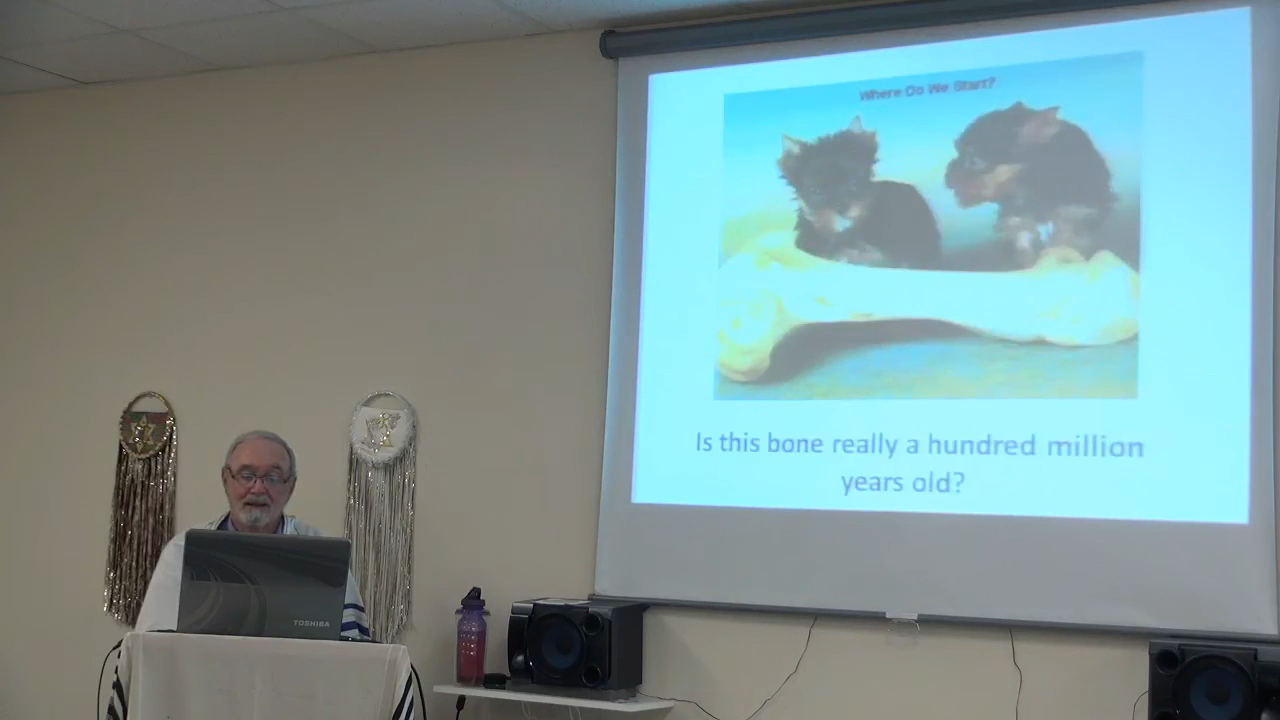 Where Do We Start?
Is this bone really a hundred million
years old?
TOSHIBA